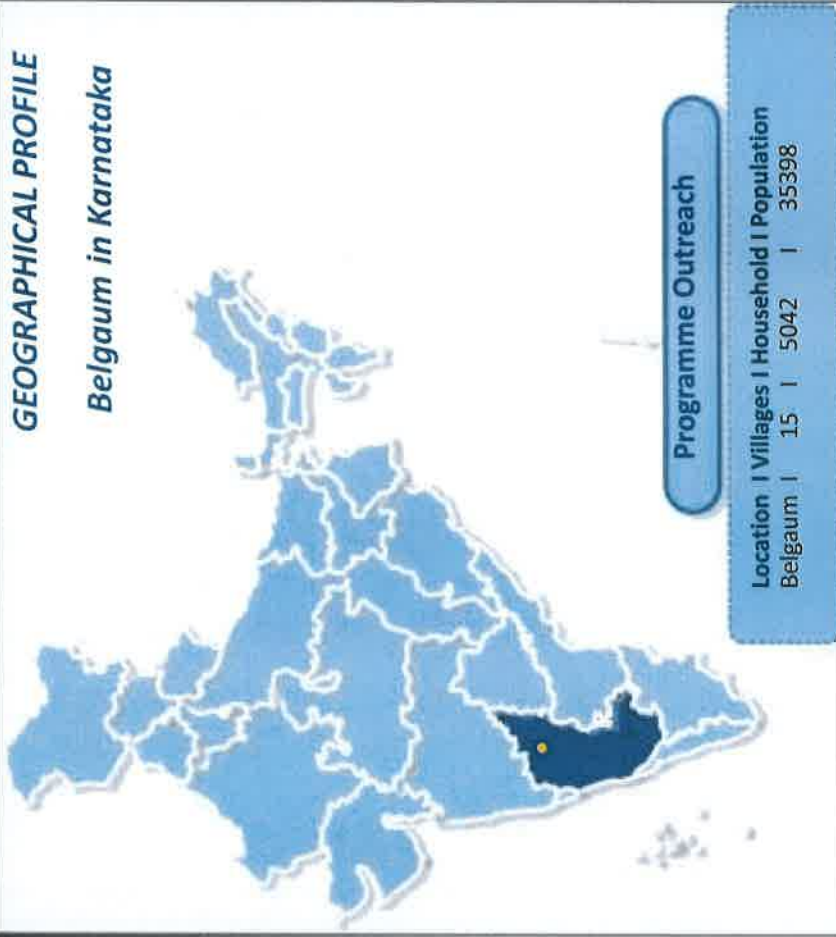 GEOGRAPHICAL PROFILE
Belgaum in Karnataka
Programme Outreach
Location I Villages I Household I Population
Belgaum I 15 I 5042 I 35398